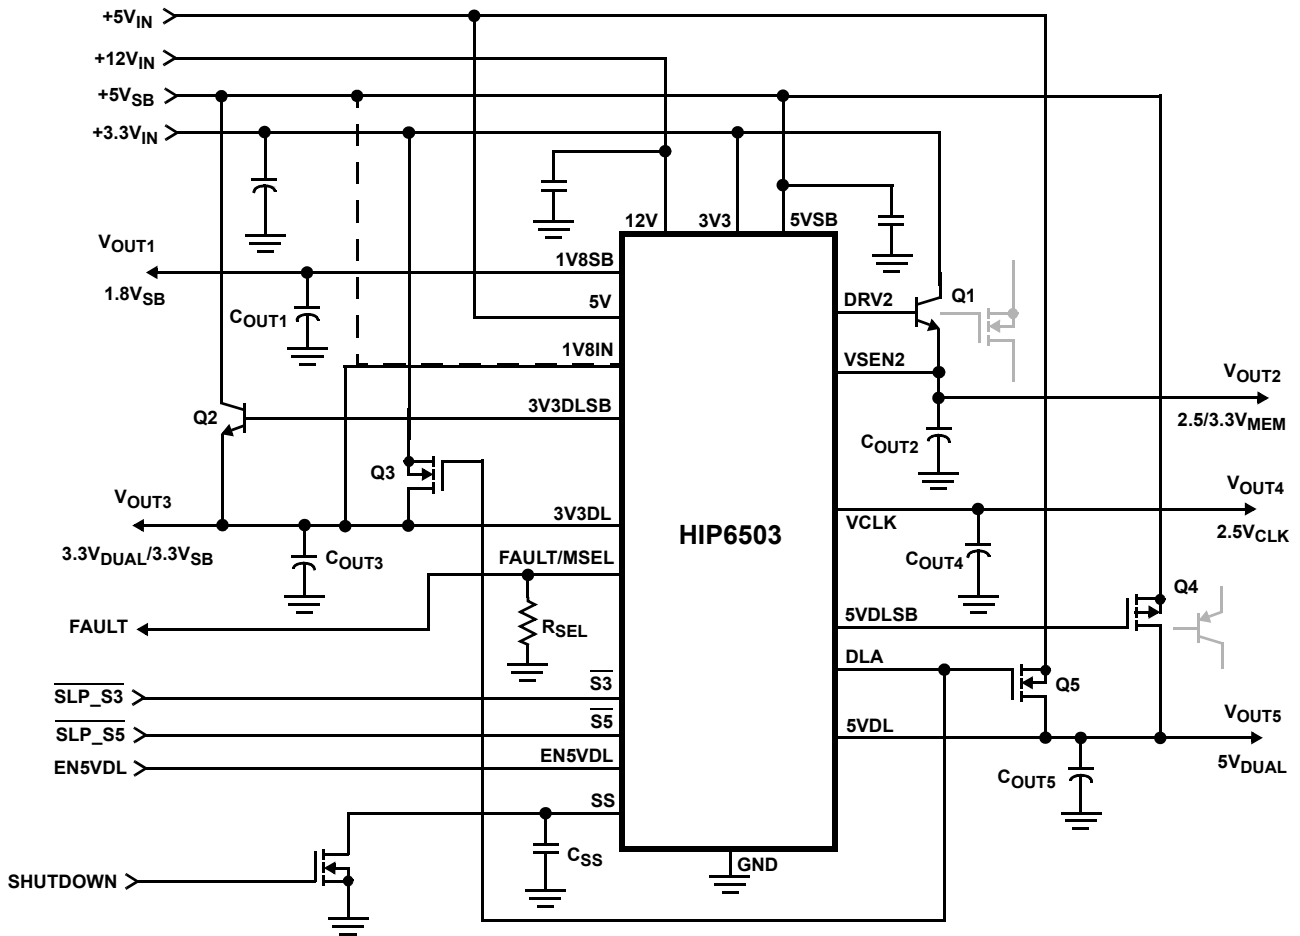 +5VIN
+12VIN
+5VSB
+3.3VIN
12V
3V3
5VSB
VOUT1
1.8VSB
COUT1
1V8SB
5V
1V8IN
Q2
3V3DLSB
Q3
VOUT3
3.3VDUAL/3.3VSB
COUT3
3V3DL
FAULT/MSEL
FAULT
RSEL
SLP_S3
S3
SLP_S5
S5
EN5VDL
EN5VDL
SS
CSS
SHUTDOWN
HIP6503
GND
DRV2
Q1
VSEN2
VOUT2
2.5/3.3VMEM
COUT2
VCLK
VOUT4
2.5VCLK
COUT4
Q4
5VDLSB
DLA
Q5
5VDL
VOUT5
5VDUAL
COUT5